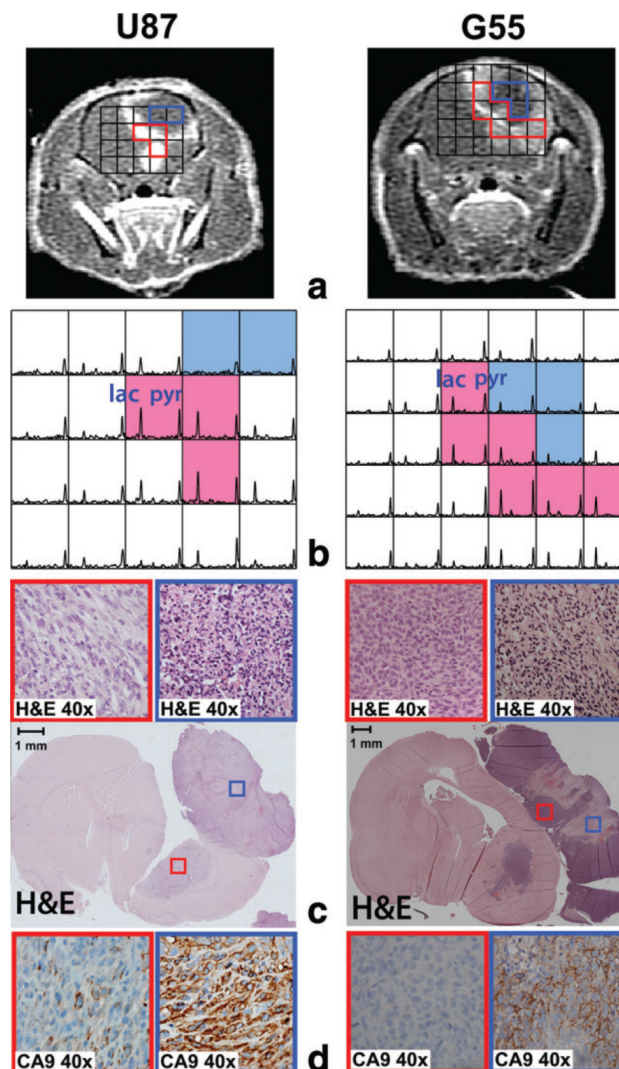 U87 G55
a
lac pyr lac pyr
b
H&E 40x H&E 40x H&E 40x H&E 40x
1 mm 1 mm
H&E c H&E
CA9 40x CA9 40x d CA9 40x CA9 40x